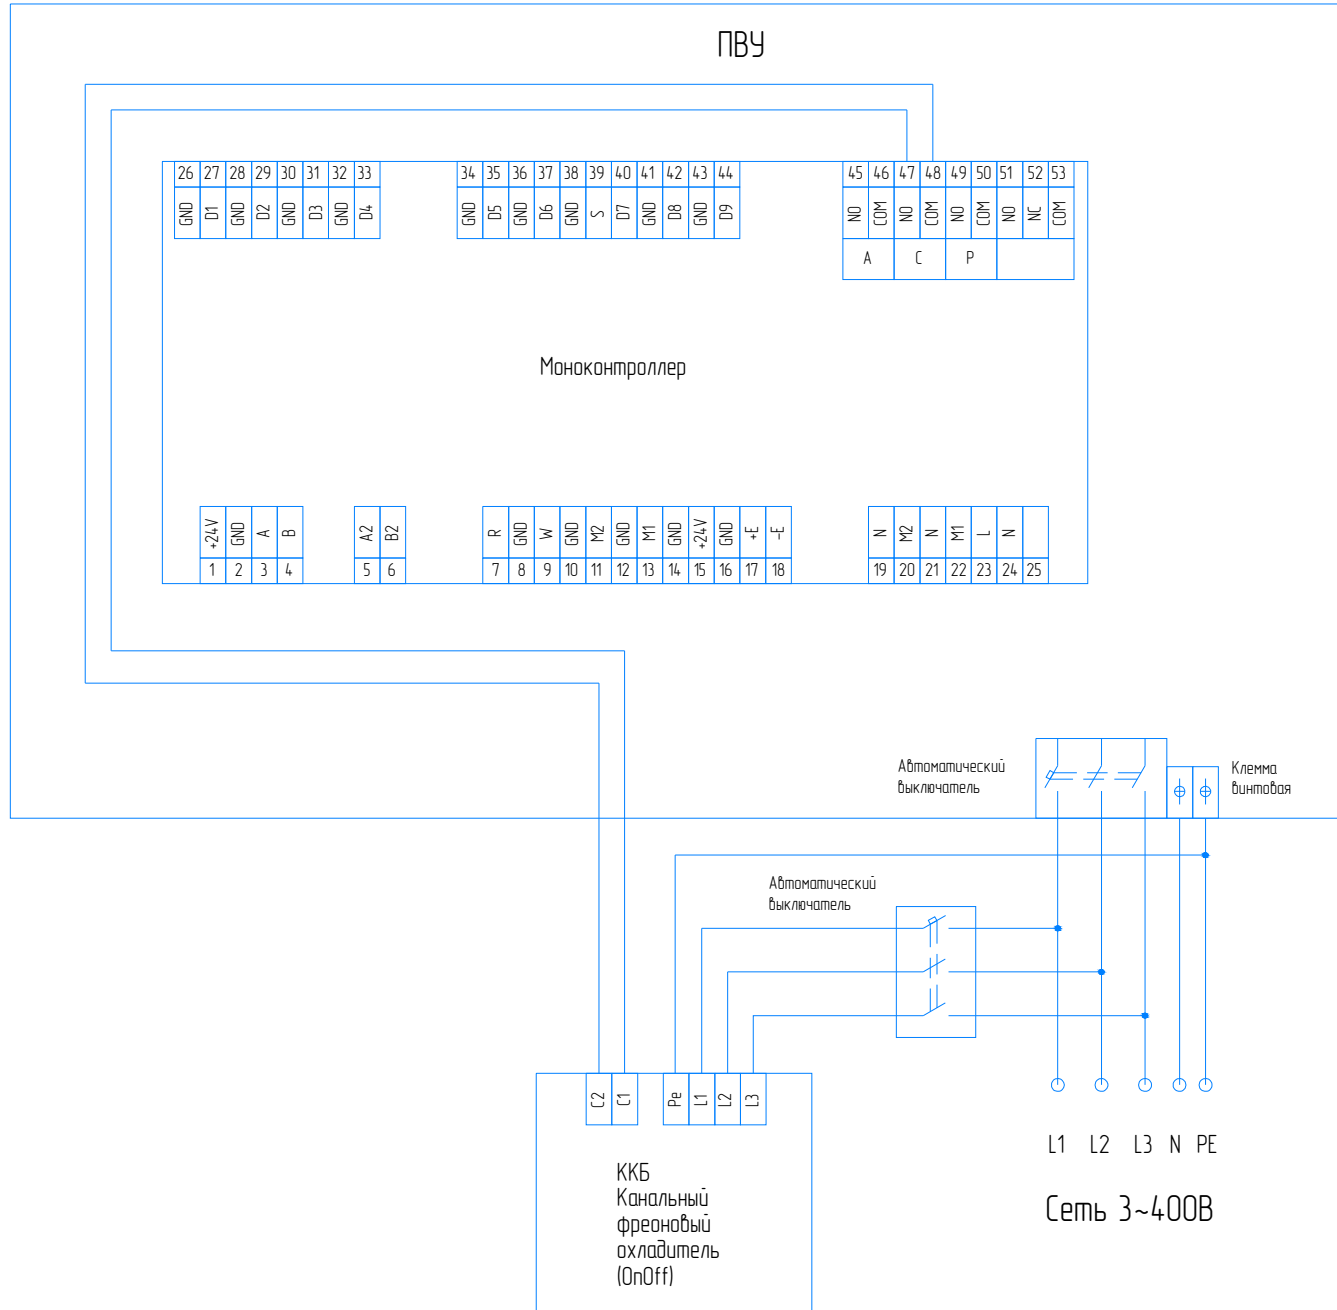 ПВУ
26 27 28 29 30 31 32 33
GND D1 GND D2 GND D3 GND D4
34 35 36 37 38 39 40 41 42 43 44
GND D5 GND D6 GND S D7 GND D8 GND D9
45 46 47 48 49 50 51 52 53
NO COM NO COM NO COM NO NC COM
A C P
Моноконтроллер
+24V GND A B
1 2 3 4
A2 B2
5 6
R GND W GND M2 GND M1 GND +24V GND +E -E
7 8 9 10 11 12 13 14 15 16 17 18
N M2 N M1 L N
19 20 21 22 23 24 25
Автоматический
выключатель
Клемма
винтовая
Автоматический
выключатель
C2 C1 Pe L1 L2 L3
ККБ
Канальный
фреоновый
охладитель
(OnOff)
L1 L2 L3 N PE
Сеть 3~400В